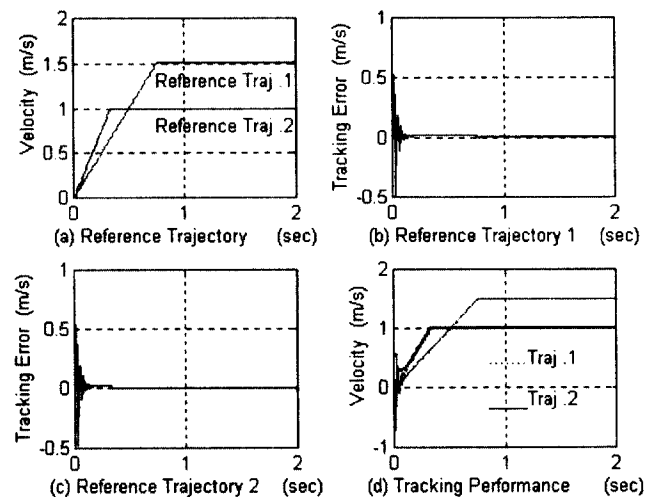 2
1.5
1
0.5
0
Velocity (m/s)
Reference Traj .1
Reference Traj .2
0 1 2
(a) Reference Trajectory (sec)
1
0.5
0
-0.5
Tracking Error (m/s)
0 1 2
(b) Reference Trajectory 1 (sec)
1
0.5
0
-0.5
Tracking Error (m/s)
0 1 2
(c) Reference Trajectory 2 (sec)
2
1
0
-1
Velocity (m/s)
Traj .1
Traj .2
0 1 2
(d) Tracking Performance (sec)